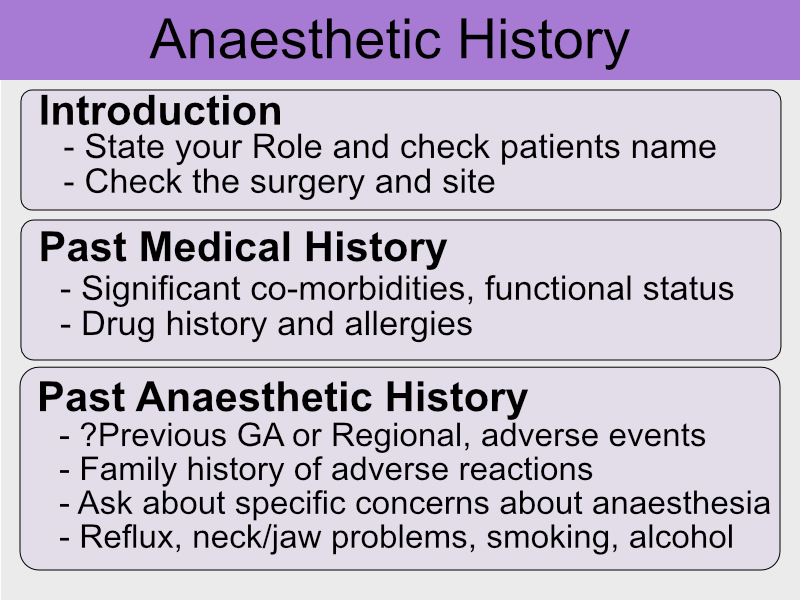 Anaesthetic History
Introduction
- State your Role and check patients name
- Check the surgery and site
Past Medical History
- Significant co-morbidities, functional status
- Drug history and allergies
Past Anaesthetic History
- ?Previous GA or Regional, adverse events
- Family history of adverse reactions
- Ask about specific concerns about anaesthesia
- Reflux, neck/jaw problems, smoking, alcohol